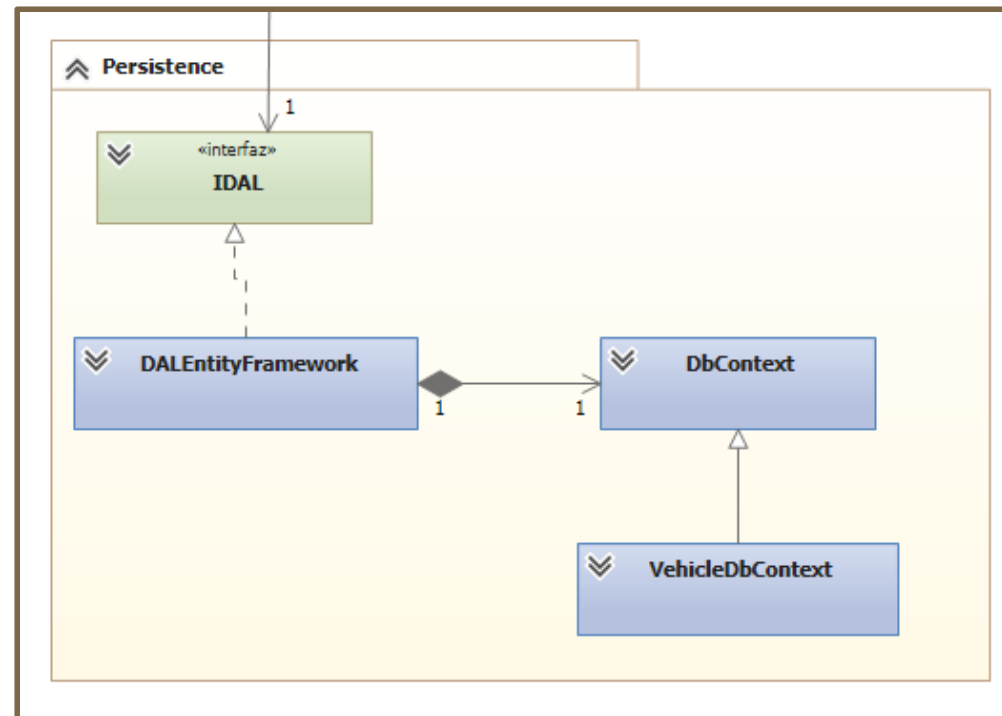 Persistence
1
«interfaz»
IDAL
DALEntityFramework
DbContext
1
1
VehicleDbContext